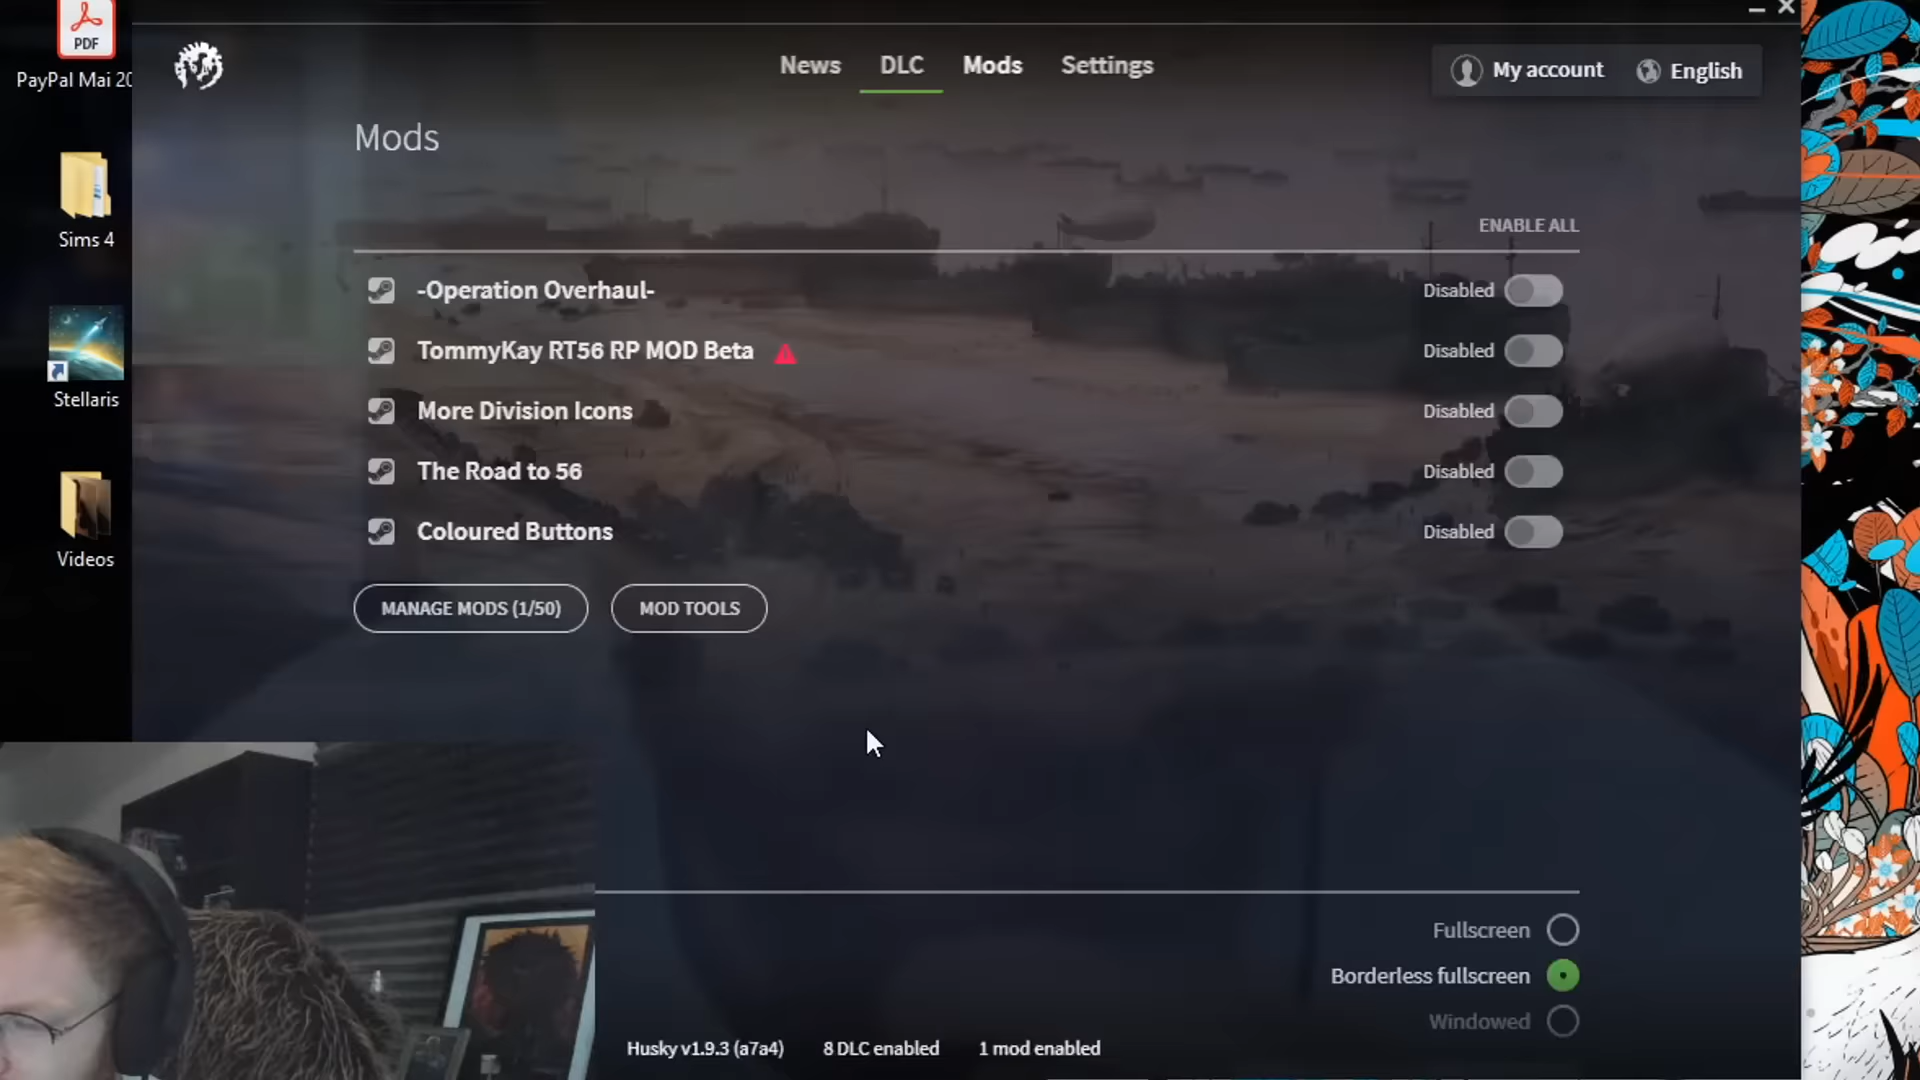 PDF
PayPal Mai 20
Sims 4
Stellaris
Videos
News DLC Mods Settings
My account English
Mods
ENABLE ALL
-Operation Overhaul- Disabled
TommyKay RT56 RP MOD Beta Disabled
More Division Icons Disabled
The Road to 56 Disabled
Coloured Buttons Disabled
MANAGE MODS (1/50) MOD TOOLS
Fullscreen
Borderless fullscreen
Windowed
Husky v1.9.3 (a7a4) 8 DLC enabled 1 mod enabled